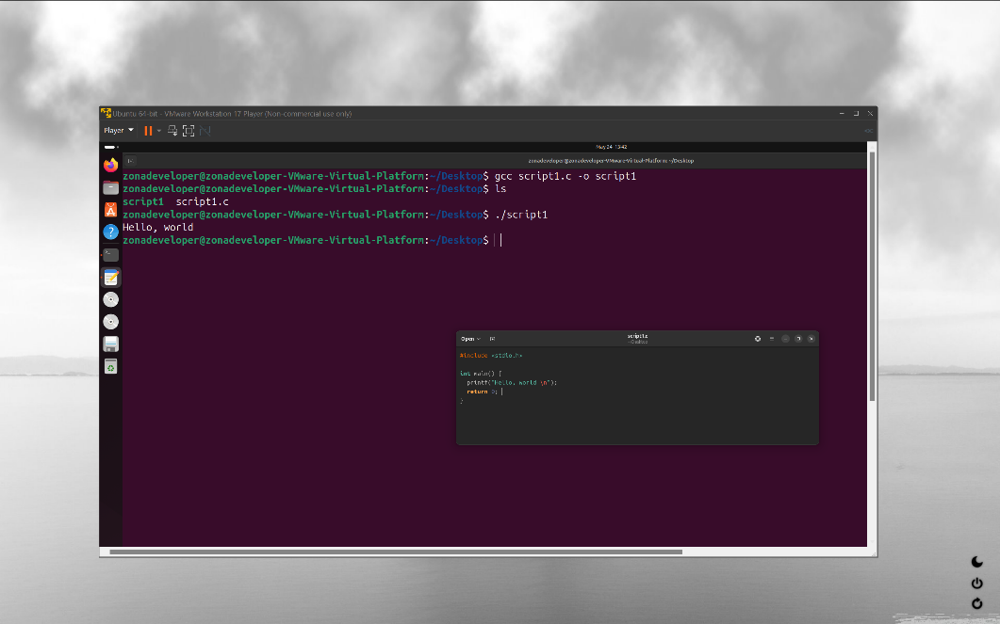 Ubuntu 64-bit - VMware Workstation 17 Player (Non-commercial use only)
Player
May 24 13:42
zonadeveloper@zonadeveloper-VMware-Virtual-Platform: ~/Desktop
zonadeveloper@zonadeveloper-VMware-Virtual-Platform:~/Desktop$ gcc script1.c -o script1
zonadeveloper@zonadeveloper-VMware-Virtual-Platform:~/Desktop$ ls
script1  script1.c
zonadeveloper@zonadeveloper-VMware-Virtual-Platform:~/Desktop$ ./script1
Hello, world
zonadeveloper@zonadeveloper-VMware-Virtual-Platform:~/Desktop$
Open
script1.c
~/Desktop
#include <stdio.h>
int main() {
printf("Hello, world \n");
return 0;
}